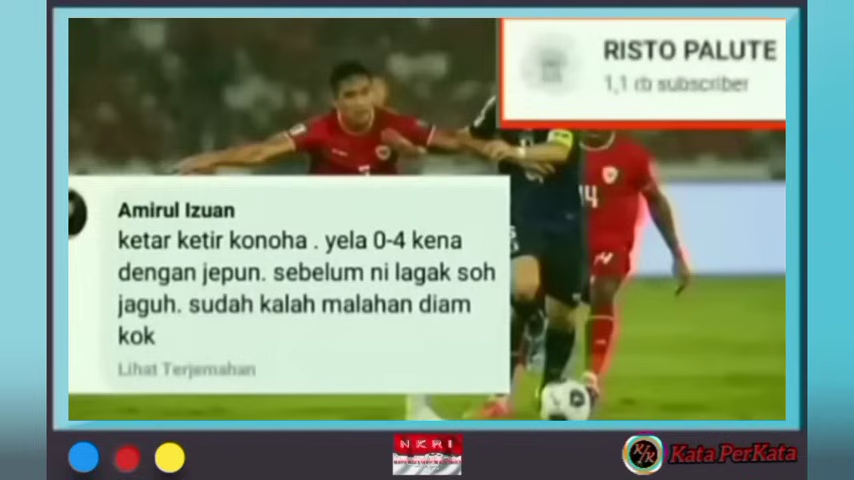 RISTO PALUTE
1,1 rb subscriber
Amirul Izuan
ketar ketir konoha . yela 0-4 kena
dengan jepun. sebelum ni lagak soh
jaguh. sudah kalah malahan diam
kok
Lihat Terjemahan
14
NKRI
Kata PerKata